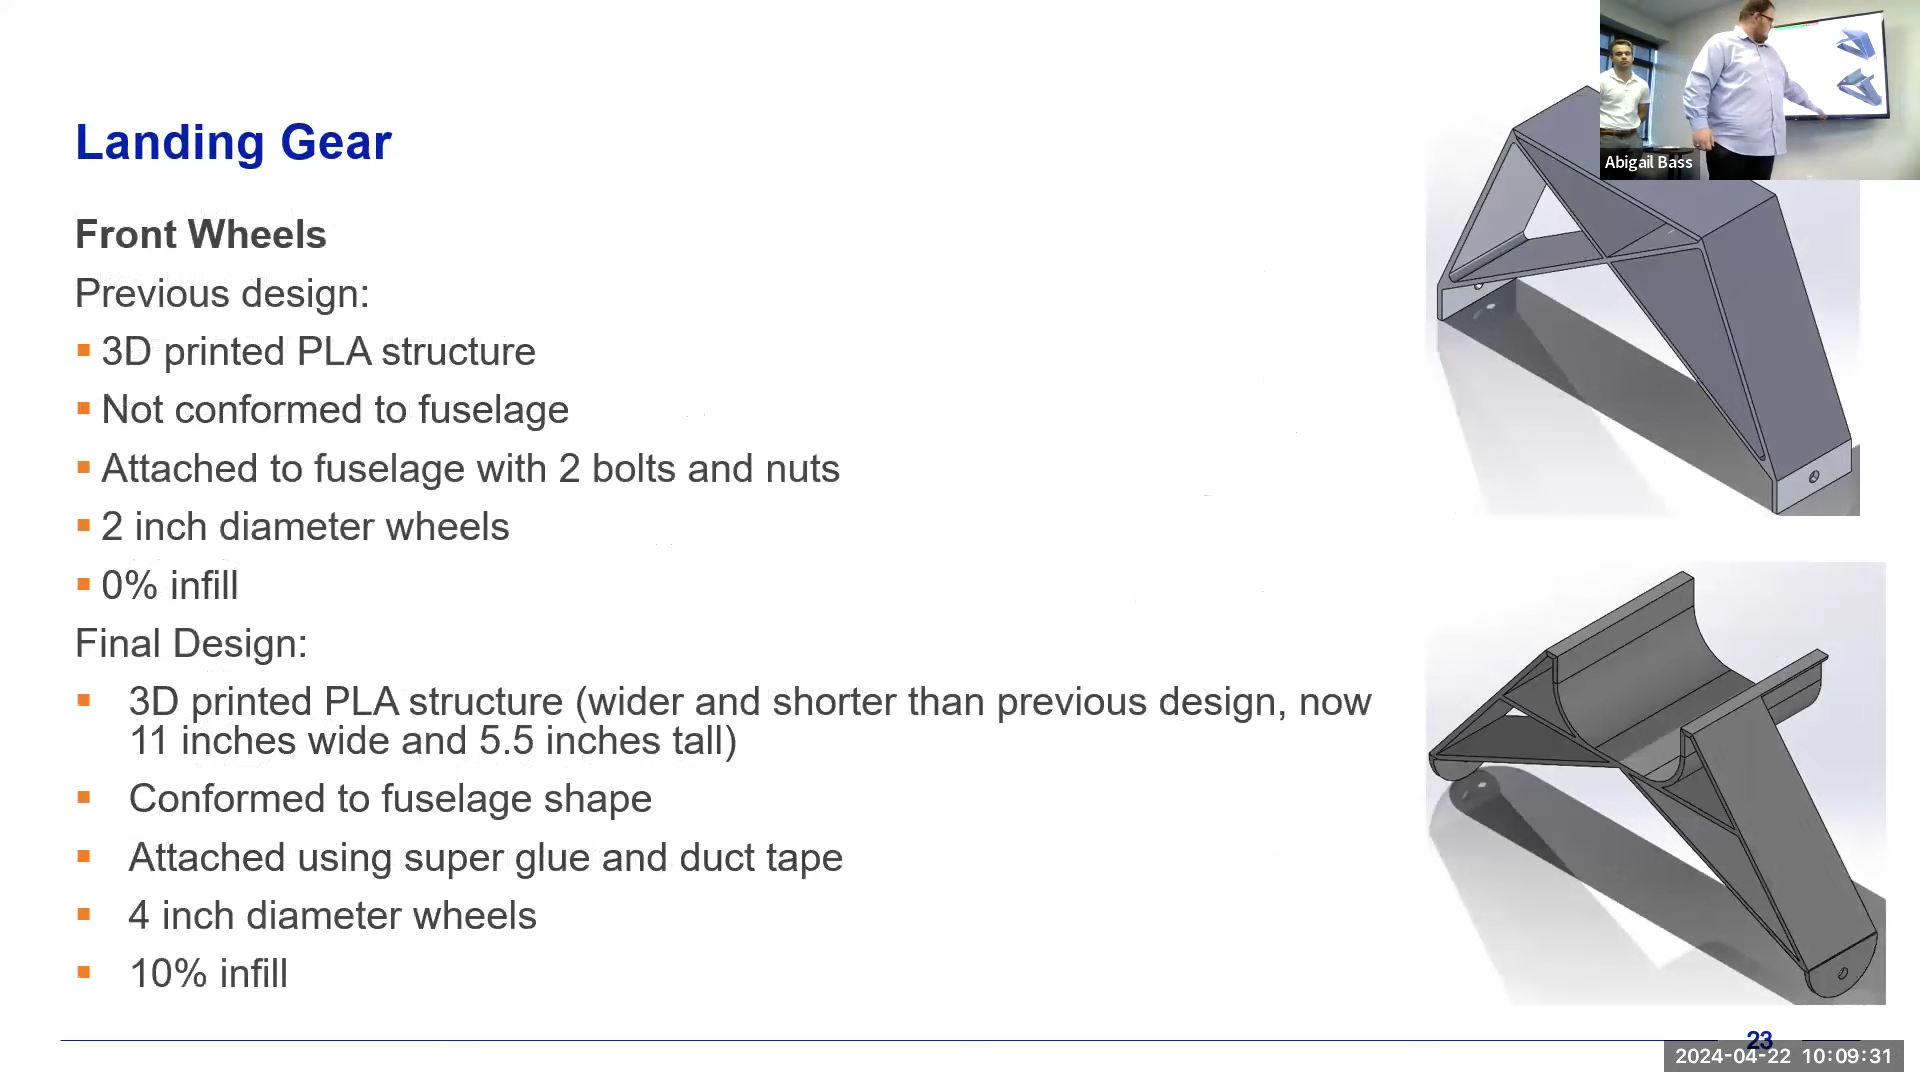 Landing Gear
Abigail Bass
Front Wheels
Previous design:
3D printed PLA structure
Not conformed to fuselage
Attached to fuselage with 2 bolts and nuts
2 inch diameter wheels
0% infill
Final Design:
3D printed PLA structure (wider and shorter than previous design, now
11 inches wide and 5.5 inches tall)
Conformed to fuselage shape
Attached using super glue and duct tape
4 inch diameter wheels
10% infill
23
2024-04-22 10:09:31